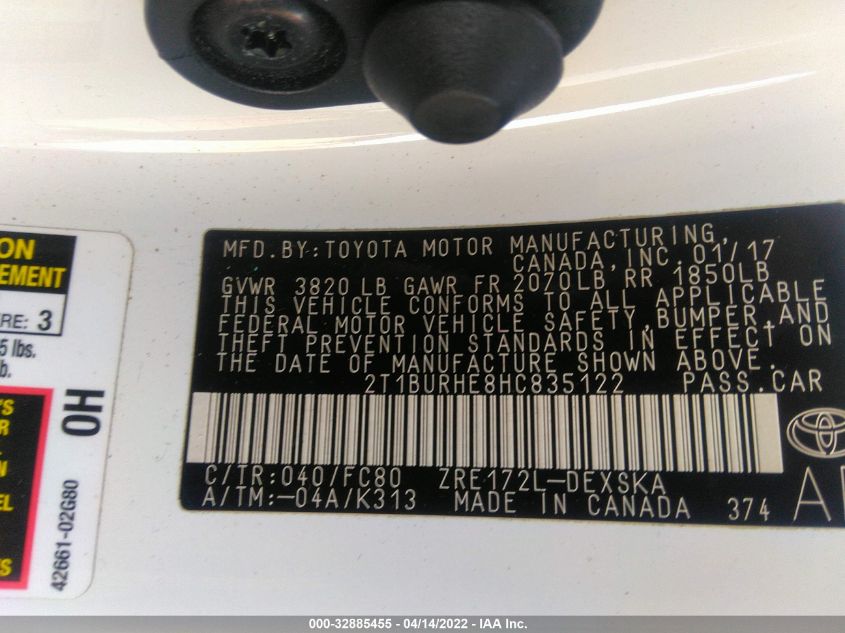 ON
EMENT
RE: 3
5 lbs.
b.
'S
R
N
EL
S
OH
42661-02G80
MFD.BY:TOYOTA MOTOR MANUFACTURING,
CANADA, INC. 01/17
GVWR 3820 LB GAWR FR 2070LB RR 1850LB
THIS VEHICLE CONFORMS TO ALL APPLICABLE
FEDERAL MOTOR VEHICLE SAFETY, BUMPER, AND
THEFT PREVENTION STANDARDS IN EFFECT ON
THE DATE OF MANUFACTURE SHOWN ABOVE.
2T1BURHE8HC835122 PASS.CAR
C/TR:040/FC80 ZRE172L-DEXSKA
A/TM:-04A/K313 MADE IN CANADA 374 A
000-32885455 - 04/14/2022 - IAA Inc.